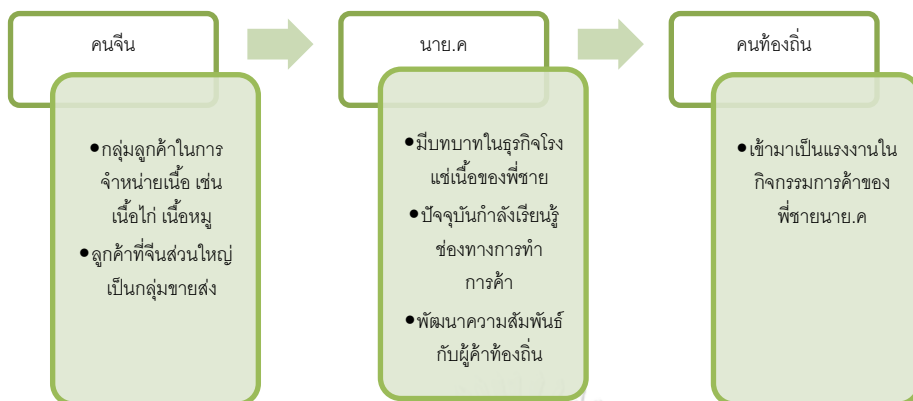 คนจีน
•กลุ่มลูกค้าในการ
จำหน่ายเนื้อ เช่น
เนื้อไก่ เนื้อหมู
•ลูกค้าที่จีนส่วนใหญ่
เป็นกลุ่มขายส่ง
นาย.ค
•มีบทบาทในธุรกิจโรง
แช่เนื้อของพี่ชาย
•ปัจจุบันกำลังเรียนรู้
ช่องทางการทำ
การค้า
•พัฒนาความสัมพันธ์
กับผู้ค้าท้องถิ่น
คนท้องถิ่น
•เข้ามาเป็นแรงงานใน
กิจกรรมการค้าของ
พี่ชายนาย.ค